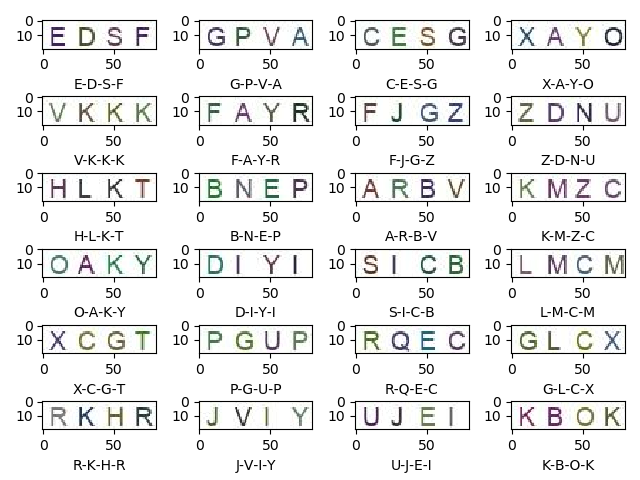 0 E D S F 0 G P V A 0 C E S G 0 X A Y O
10 10 10 10
0 50 0 50 0 50 0 50
E-D-S-F G-P-V-A C-E-S-G X-A-Y-O
0 V K K K 0 F A Y R 0 F J G Z 0 Z D N U
10 10 10 10
0 50 0 50 0 50 0 50
V-K-K-K F-A-Y-R F-J-G-Z Z-D-N-U
0 H L K T 0 B N E P 0 A R B V 0 K M Z C
10 10 10 10
0 50 0 50 0 50 0 50
H-L-K-T B-N-E-P A-R-B-V K-M-Z-C
0 O A K Y 0 D I Y I 0 S I C B 0 L M C M
10 10 10 10
0 50 0 50 0 50 0 50
O-A-K-Y D-I-Y-I S-I-C-B L-M-C-M
0 X C G T 0 P G U P 0 R Q E C 0 G L C X
10 10 10 10
0 50 0 50 0 50 0 50
X-C-G-T P-G-U-P R-Q-E-C G-L-C-X
0 R K H R 0 J V I Y 0 U J E I 0 K B O K
10 10 10 10
0 50 0 50 0 50 0 50
R-K-H-R J-V-I-Y U-J-E-I K-B-O-K